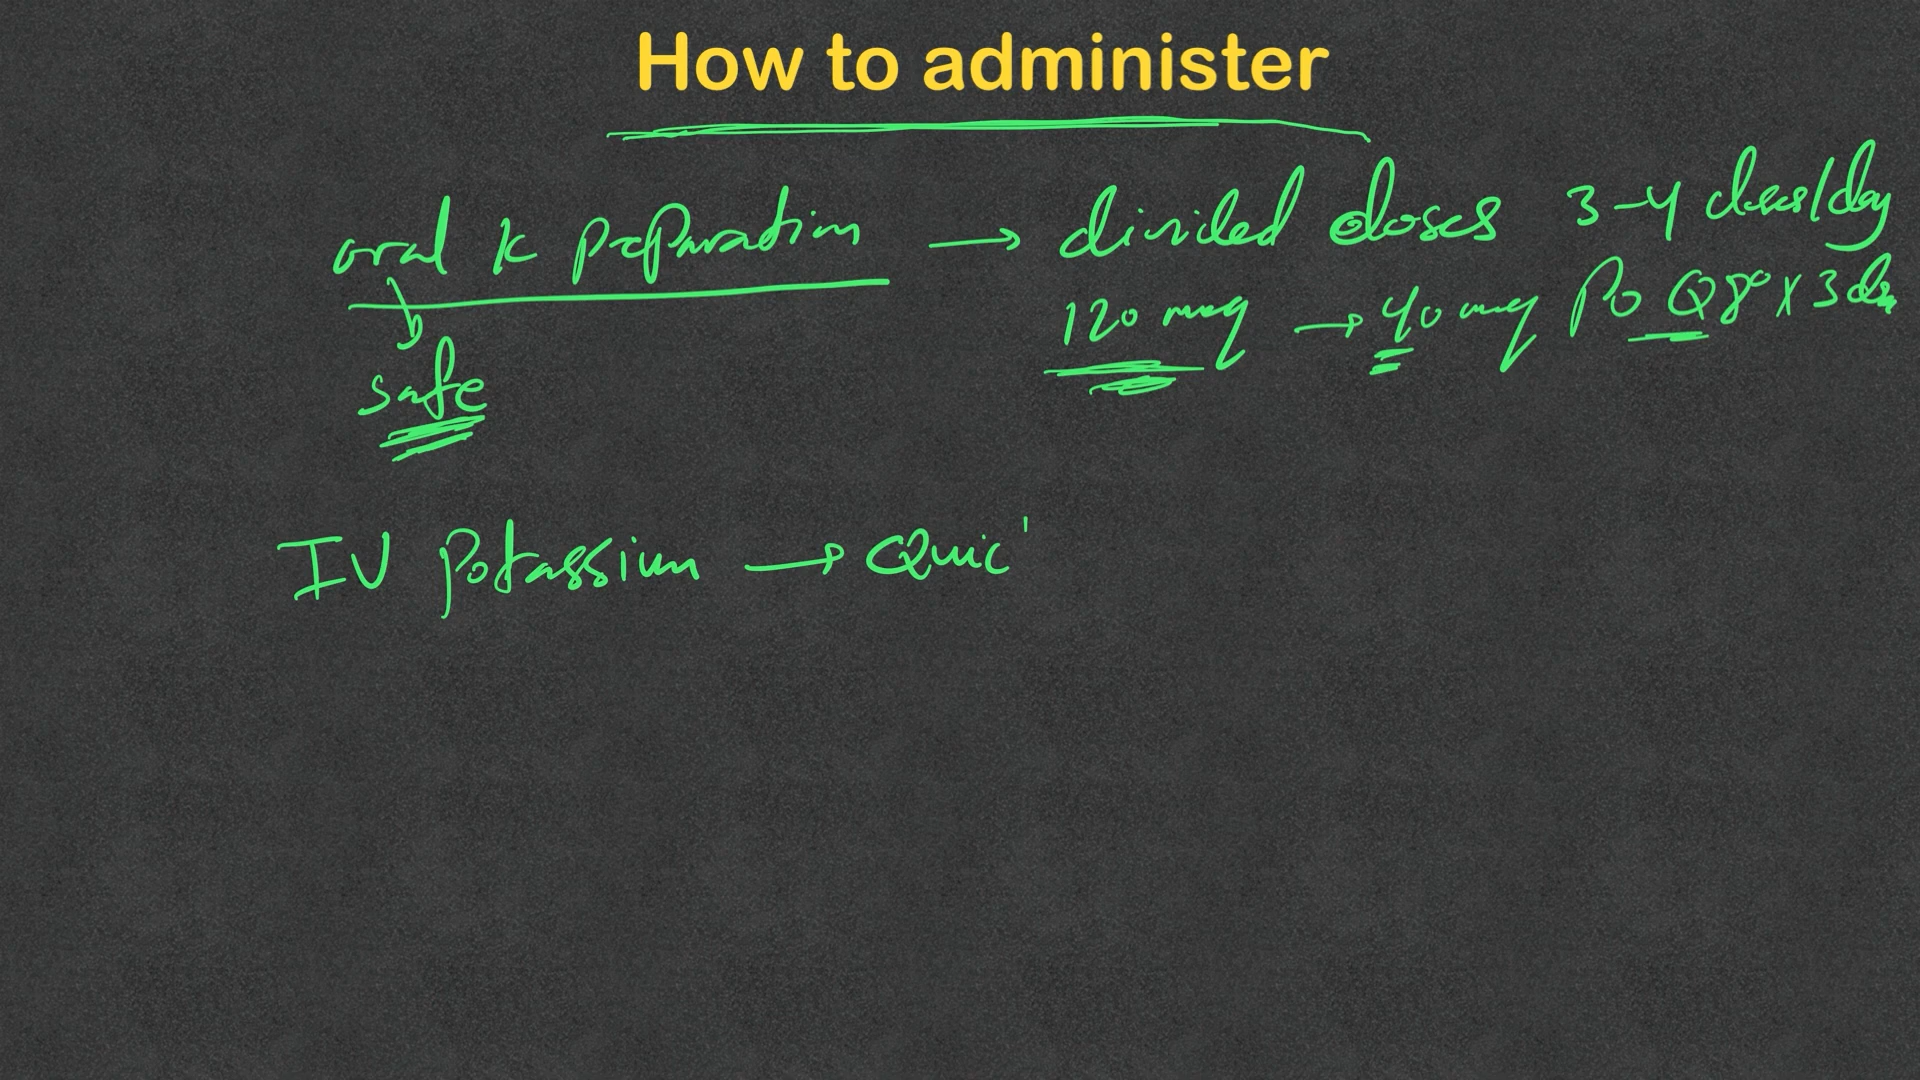 How to administer
oral K preparation → divided doses 3-4 doses/day
120 meq → 40 meq PO Q8° x 3 ds
safe
IV Potassium → Quic